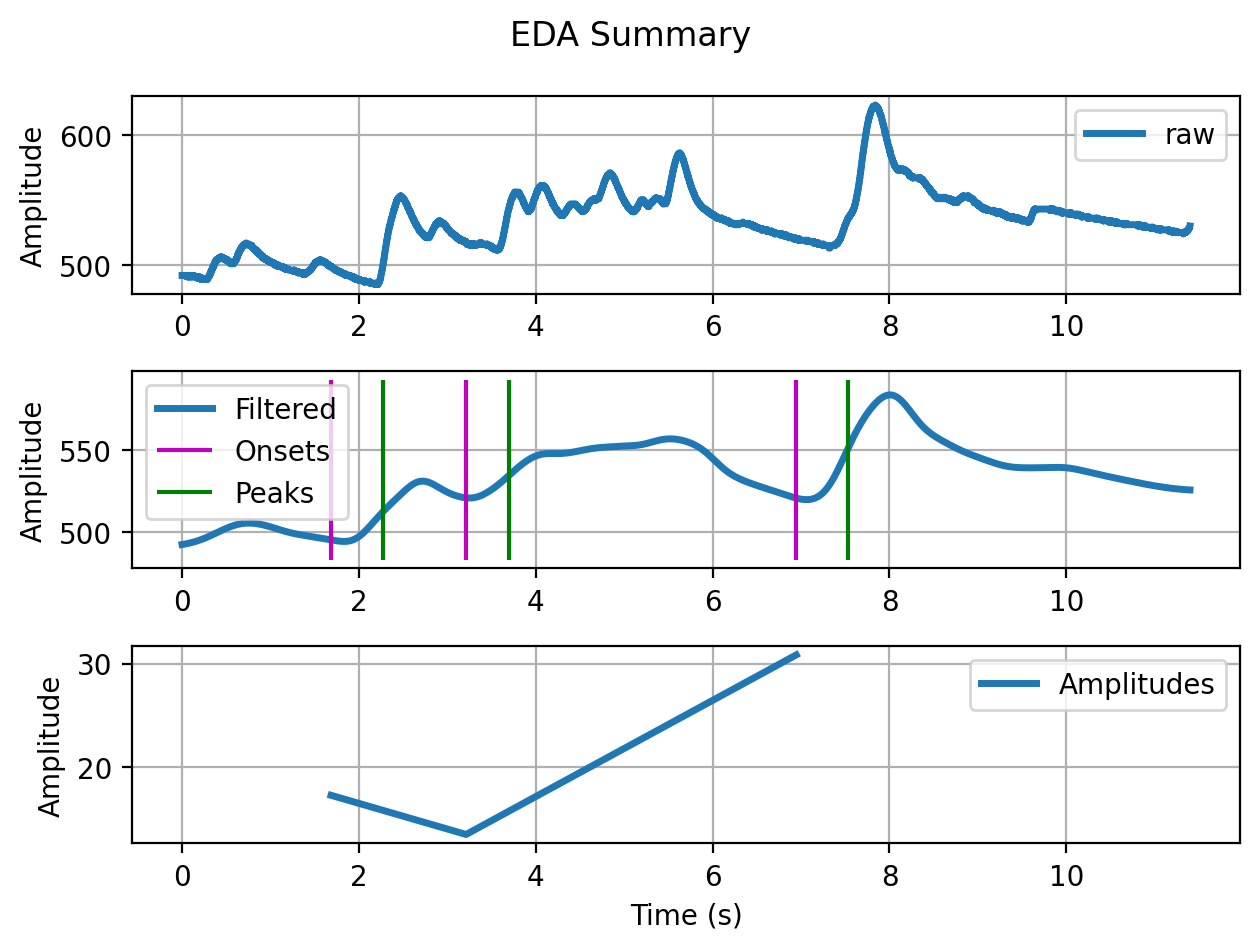 EDA Summary
Amplitude
600
500
raw
0 2 4 6 8 10
Amplitude
550
500
Filtered
Onsets
Peaks
0 2 4 6 8 10
Amplitude
30
20
Amplitudes
0 2 4 6 8 10
Time (s)